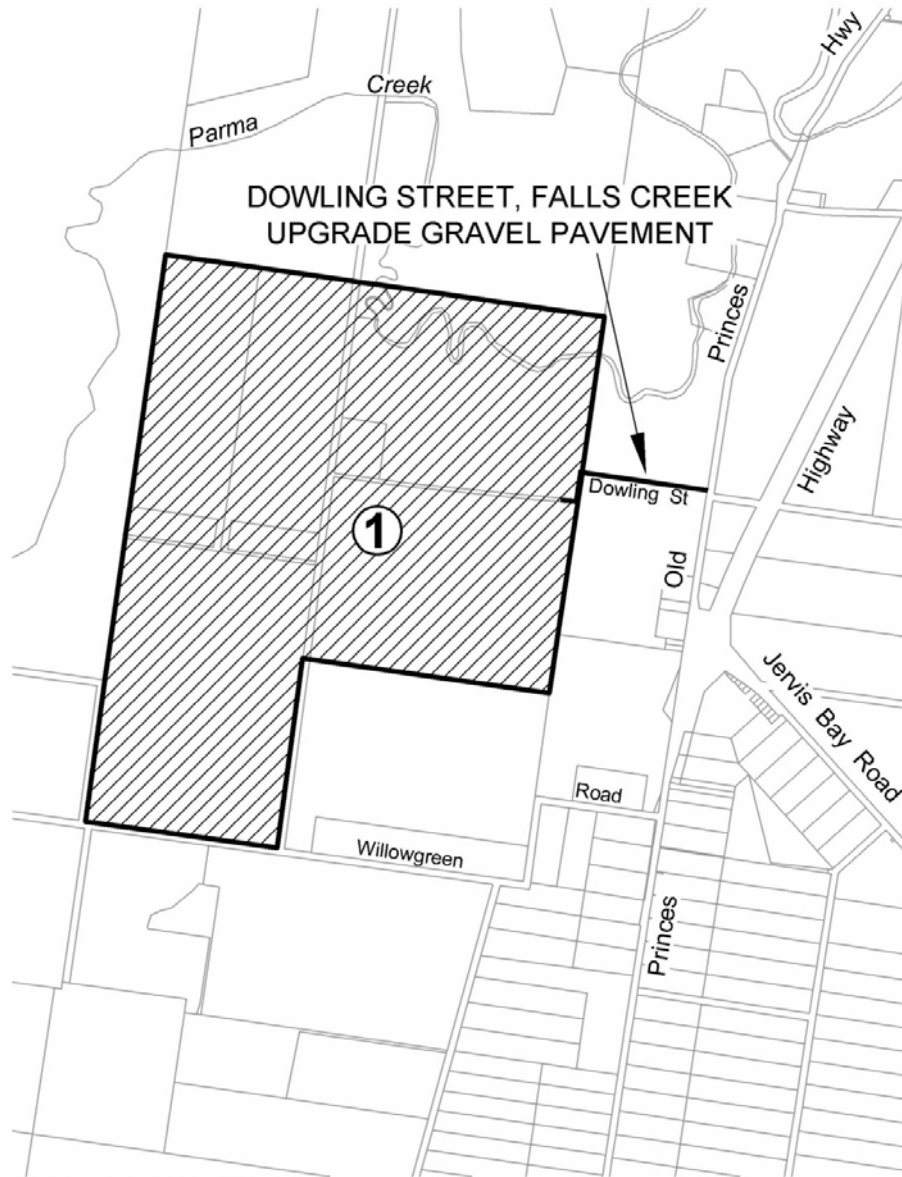 Hwy
Creek
Parma
DOWLING STREET, FALLS CREEK
UPGRADE GRAVEL PAVEMENT
Princes
Highway
Dowling St
1
Old
Jervis Bay Road
Road
Willowgreen
Princes